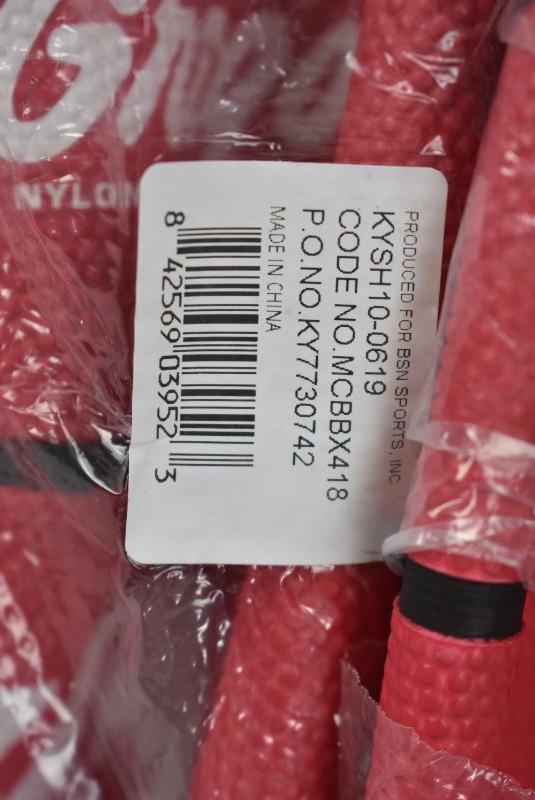 NYLON
PRODUCED FOR BSN SPORTS, INC
KYSH10-0619
CODE NO.MCBBX418
P.O.NO.KY7730742
MADE IN CHINA
8 42569 03952 3